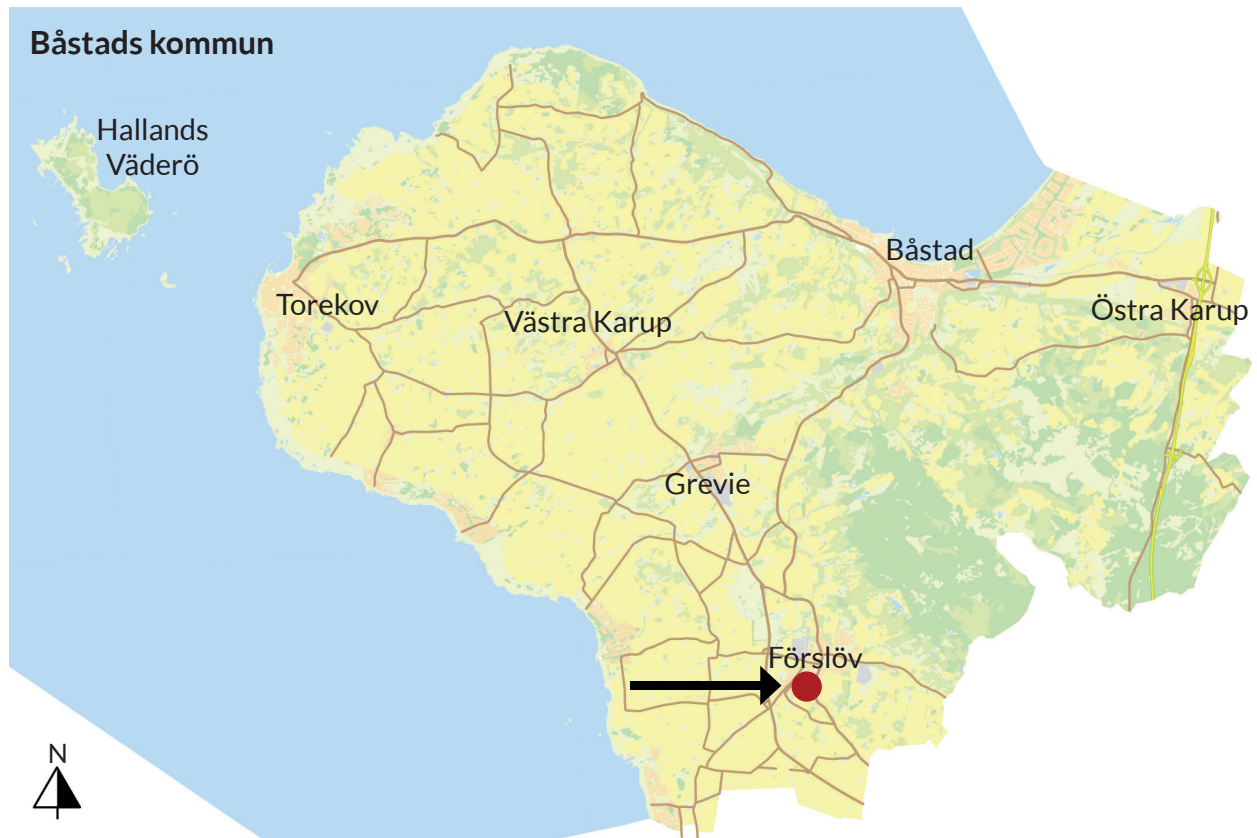 Båstads kommun
Hallands
Väderö
Båstad
Torekov
Västra Karup
Östra Karup
Grevie
Förslöv
N